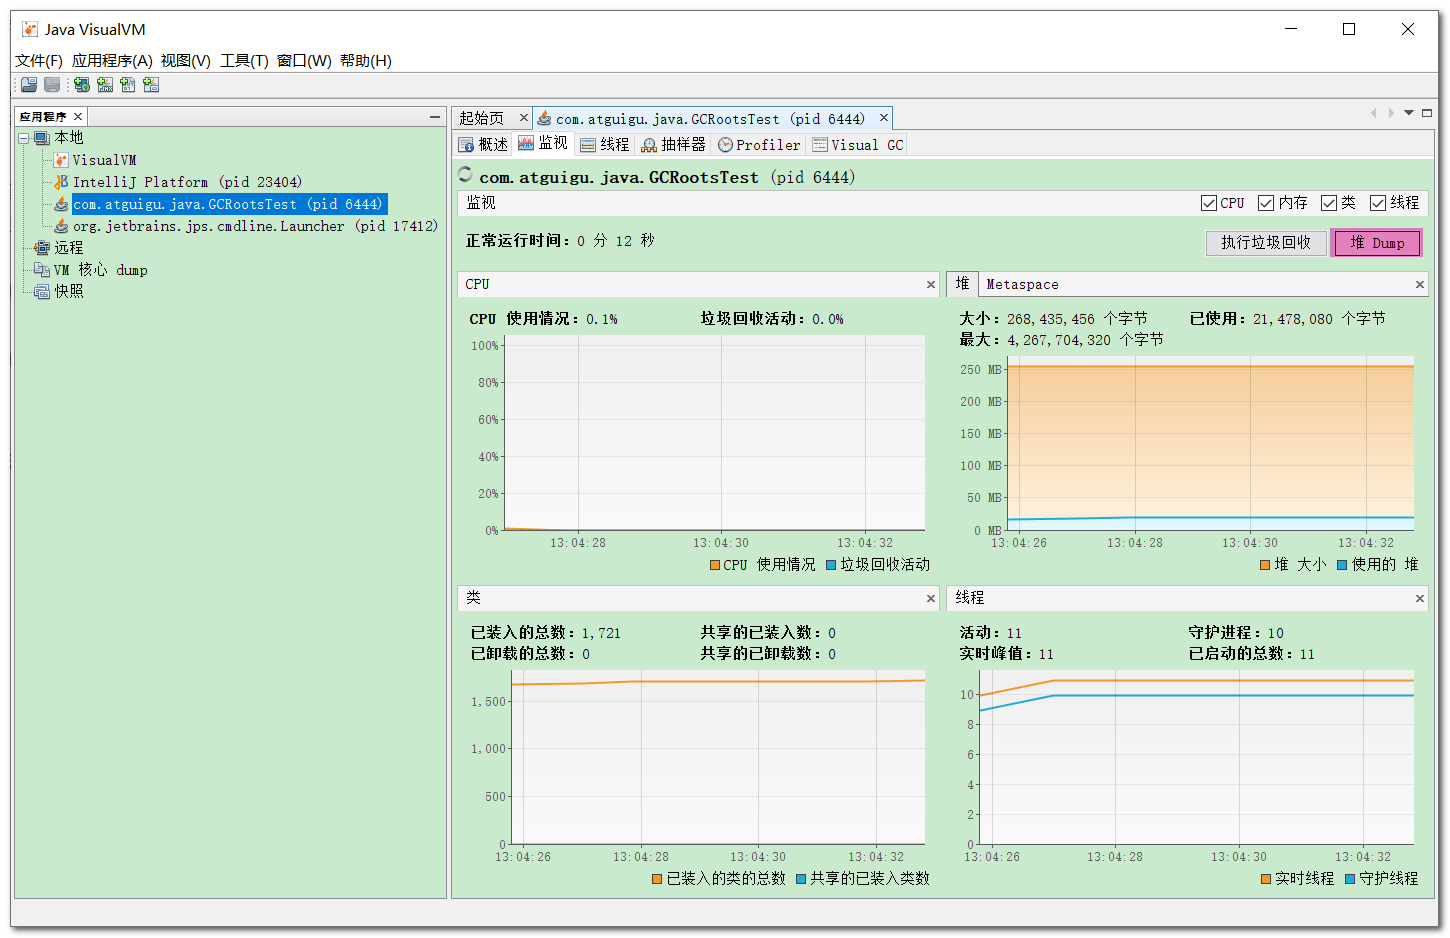 Java VisualVM
文件(F) 应用程序(A) 视图(V) 工具(T) 窗口(W) 帮助(H)
应用程序
本地
VisualVM
IntelliJ Platform (pid 23404)
com.atguigu.java.GCRootsTest (pid 6444)
org.jetbrains.jps.cmdline.Launcher (pid 17412)
远程
VM 核心 dump
快照
起始页 com.atguigu.java.GCRootsTest (pid 6444)
概述 监视 线程 抽样器 Profiler Visual GC
com.atguigu.java.GCRootsTest (pid 6444)
监视 CPU 内存 类 线程
正常运行时间：0 分 12 秒 执行垃圾回收 堆 Dump
CPU
CPU 使用情况：0.1% 垃圾回收活动：0.0%
100%
80%
60%
40%
20%
0%
13:04:28 13:04:30 13:04:32
CPU 使用情况 垃圾回收活动
堆 Metaspace
大小：268,435,456 个字节 已使用：21,478,080 个字节
最大：4,267,704,320 个字节
250 MB
200 MB
150 MB
100 MB
50 MB
0 MB
13:04:26 13:04:28 13:04:30 13:04:32
堆 大小 使用的 堆
类
已装入的总数：1,721 共享的已装入数：0
已卸载的总数：0 共享的已卸载数：0
1,500
1,000
500
0
13:04:26 13:04:28 13:04:30 13:04:32
已装入的类的总数 共享的已装入类数
线程
活动：11 守护进程：10
实时峰值：11 已启动的总数：11
10
8
6
4
2
0
13:04:26 13:04:28 13:04:30 13:04:32
实时线程 守护线程